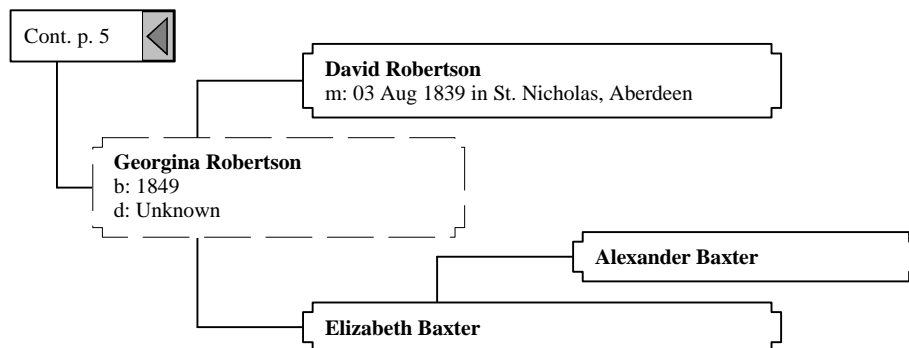 Cont. p. 5
David Robertson
m: 03 Aug 1839 in St. Nicholas, Aberdeen
Georgina Robertson
b: 1849
d: Unknown
Alexander Baxter
Elizabeth Baxter